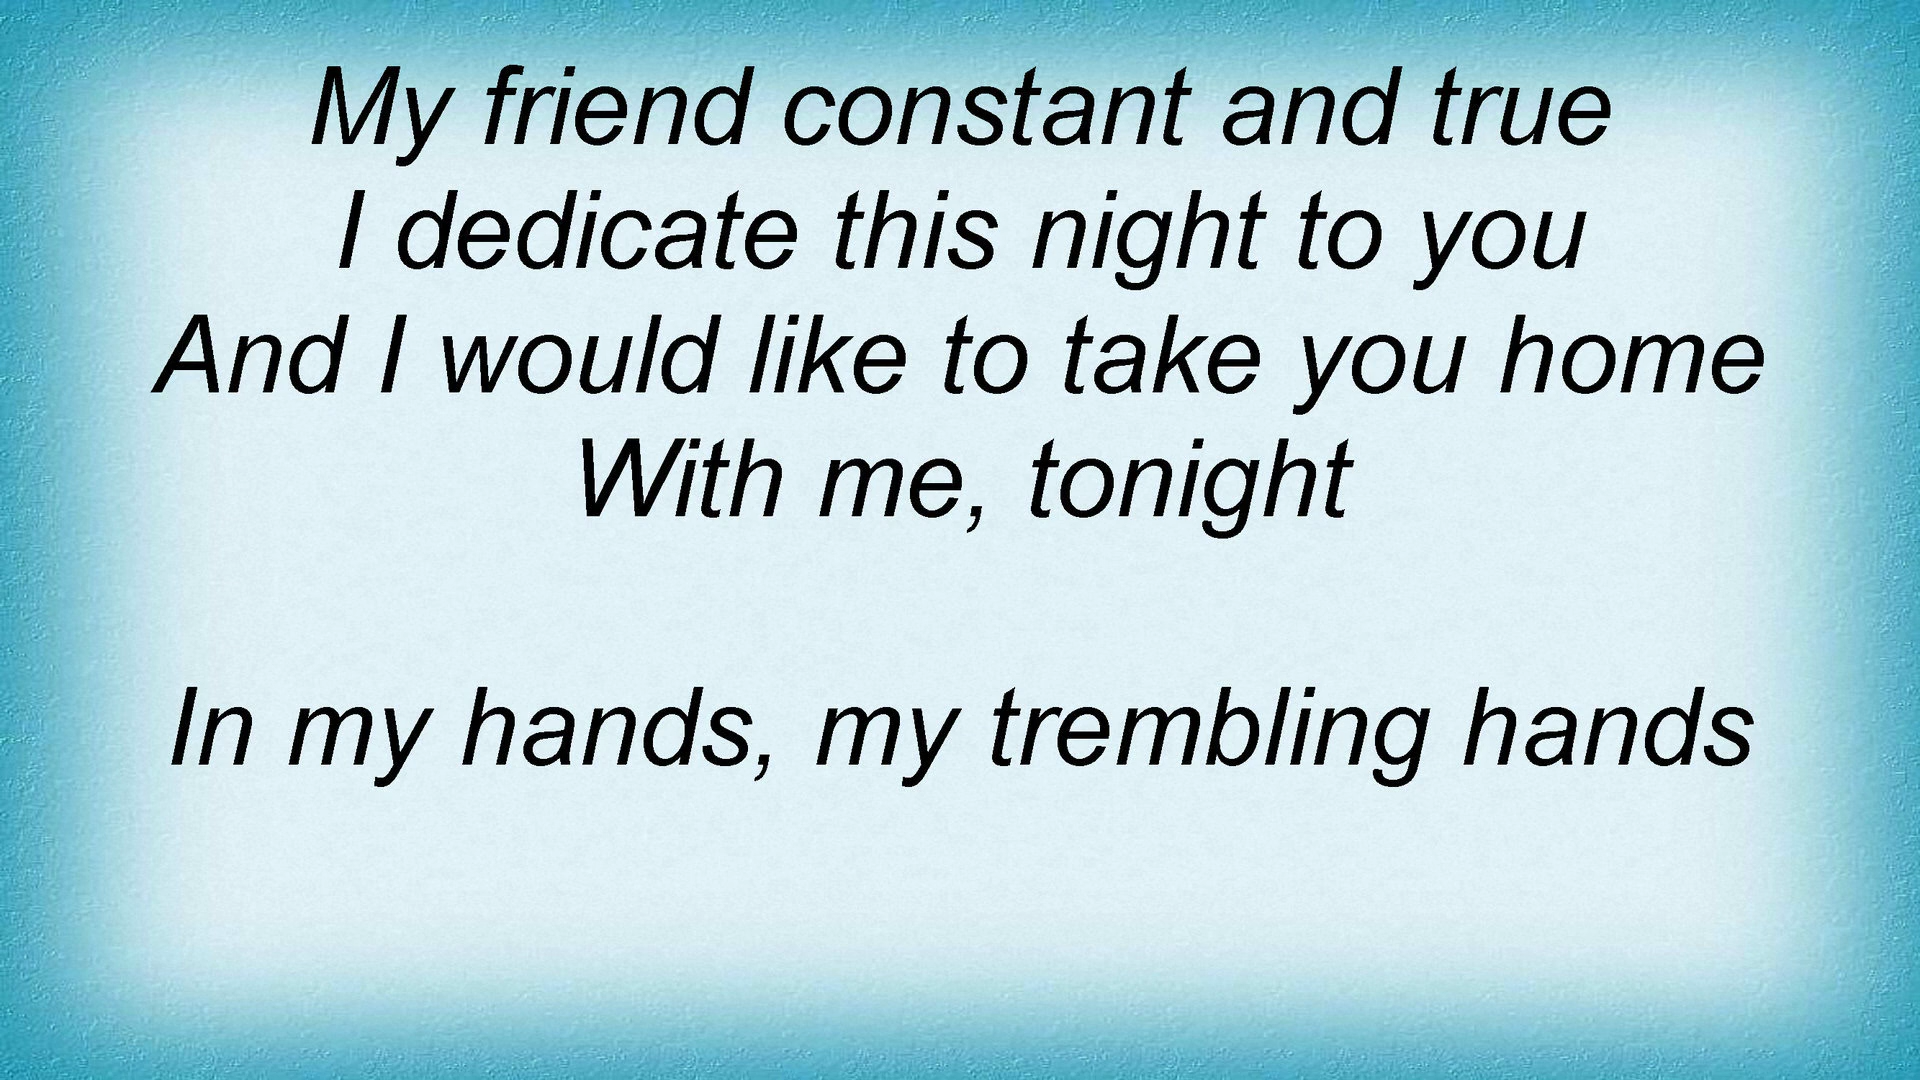 My friend constant and true
I dedicate this night to you
And I would like to take you home
With me, tonight
In my hands, my trembling hands